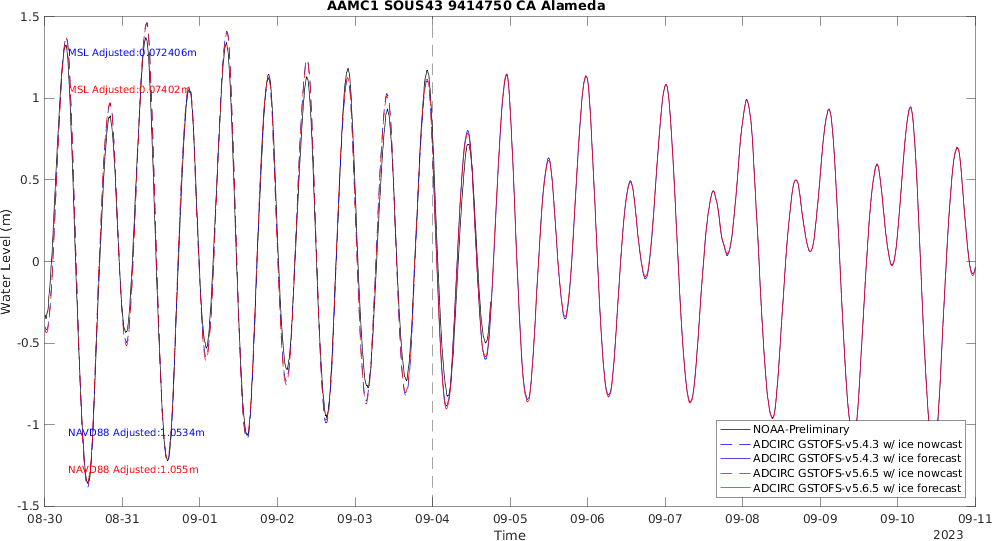 AAMC1 SOUS43 9414750 CA Alameda
1.5
1
0.5
0
-0.5
-1
-1.5
Water Level (m)
MSL Adjusted:0.072406m
MSL Adjusted:0.07402m
NAVD88 Adjusted:1.0534m
NAVD88 Adjusted:1.055m
NOAA-Preliminary
ADCIRC GSTOFS-v5.4.3 w/ ice nowcast
ADCIRC GSTOFS-v5.4.3 w/ ice forecast
ADCIRC GSTOFS-v5.6.5 w/ ice nowcast
ADCIRC GSTOFS-v5.6.5 w/ ice forecast
08-30 08-31 09-01 09-02 09-03 09-04 09-05 09-06 09-07 09-08 09-09 09-10 09-11
Time
2023